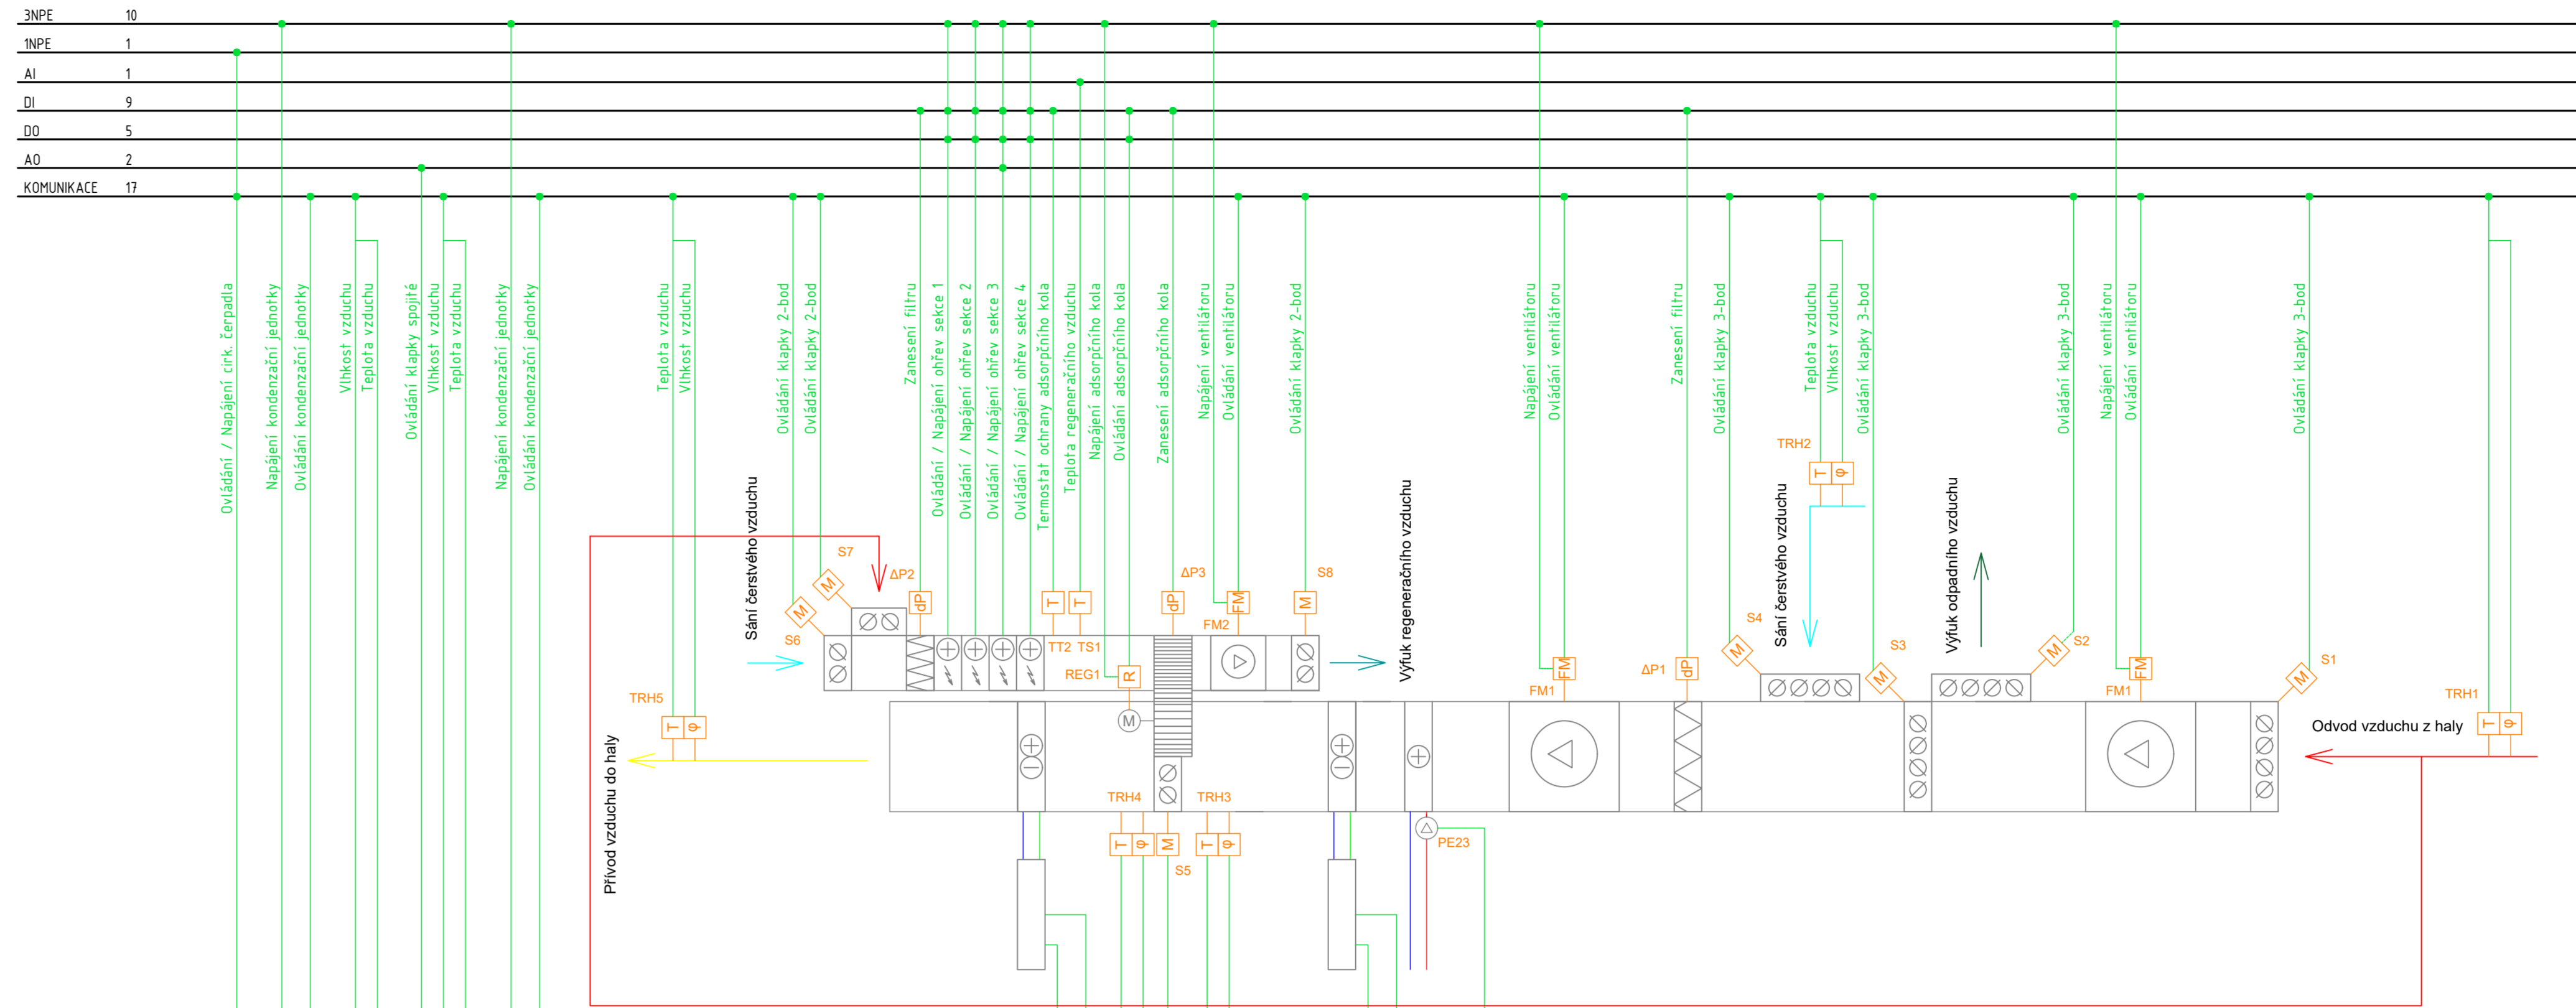 3NPE 10
1NPE 1
AI 1
DI 9
DO 5
AO 2
KOMUNIKACE 17
Ovládání / Napájení cirk. čerpadla
Napájení kondenzační jednotky
Ovládání kondenzační jednotky
Vlhkost vzduchu
Teplota vzduchu
Ovládání klapky spojité
Vlhkost vzduchu
Teplota vzduchu
Napájení kondenzační jednotky
Ovládání kondenzační jednotky
Teplota vzduchu
Vlhkost vzduchu
Ovládání klapky 2-bod
Ovládání klapky 2-bod
Zanesení filtru
Ovládání / Napájení ohřev sekce 1
Ovládání / Napájení ohřev sekce 2
Ovládání / Napájení ohřev sekce 3
Ovládání / Napájení ohřev sekce 4
Termostat ochrany adsorpčního kola
Teplota regeneračního vzduchu
Napájení adsorpčního kola
Ovládání adsorpčního kola
Zanesení adsorpčního kola
Napájení ventilátoru
Ovládání ventilátoru
Ovládání klapky 2-bod
Napájení ventilátoru
Ovládání ventilátoru
Zanesení filtru
Ovládání klapky 3-bod
Teplota vzduchu
Vlhkost vzduchu
Ovládání klapky 3-bod
Ovládání klapky 3-bod
Napájení ventilátoru
Ovládání ventilátoru
Ovládání klapky 3-bod
TRH2
T φ
Sání čerstvého vzduchu
Výfuk regeneračního vzduchu
Sání čerstvého vzduchu
Výfuk odpadního vzduchu
S7
M
S6
M
ΔP2
dP
T
T
TT2 TS1
REG1
R
M
ΔP3
dP
FM2
FM
S8
M
FM1
FM
ΔP1
dP
S4
M
S3
M
S2
M
FM1
FM
S1
M
TRH1
T φ
Odvod vzduchu z haly
TRH5
T φ
Přívod vzduchu do haly
TRH4
T φ
M
S5
TRH3
T φ
PE23